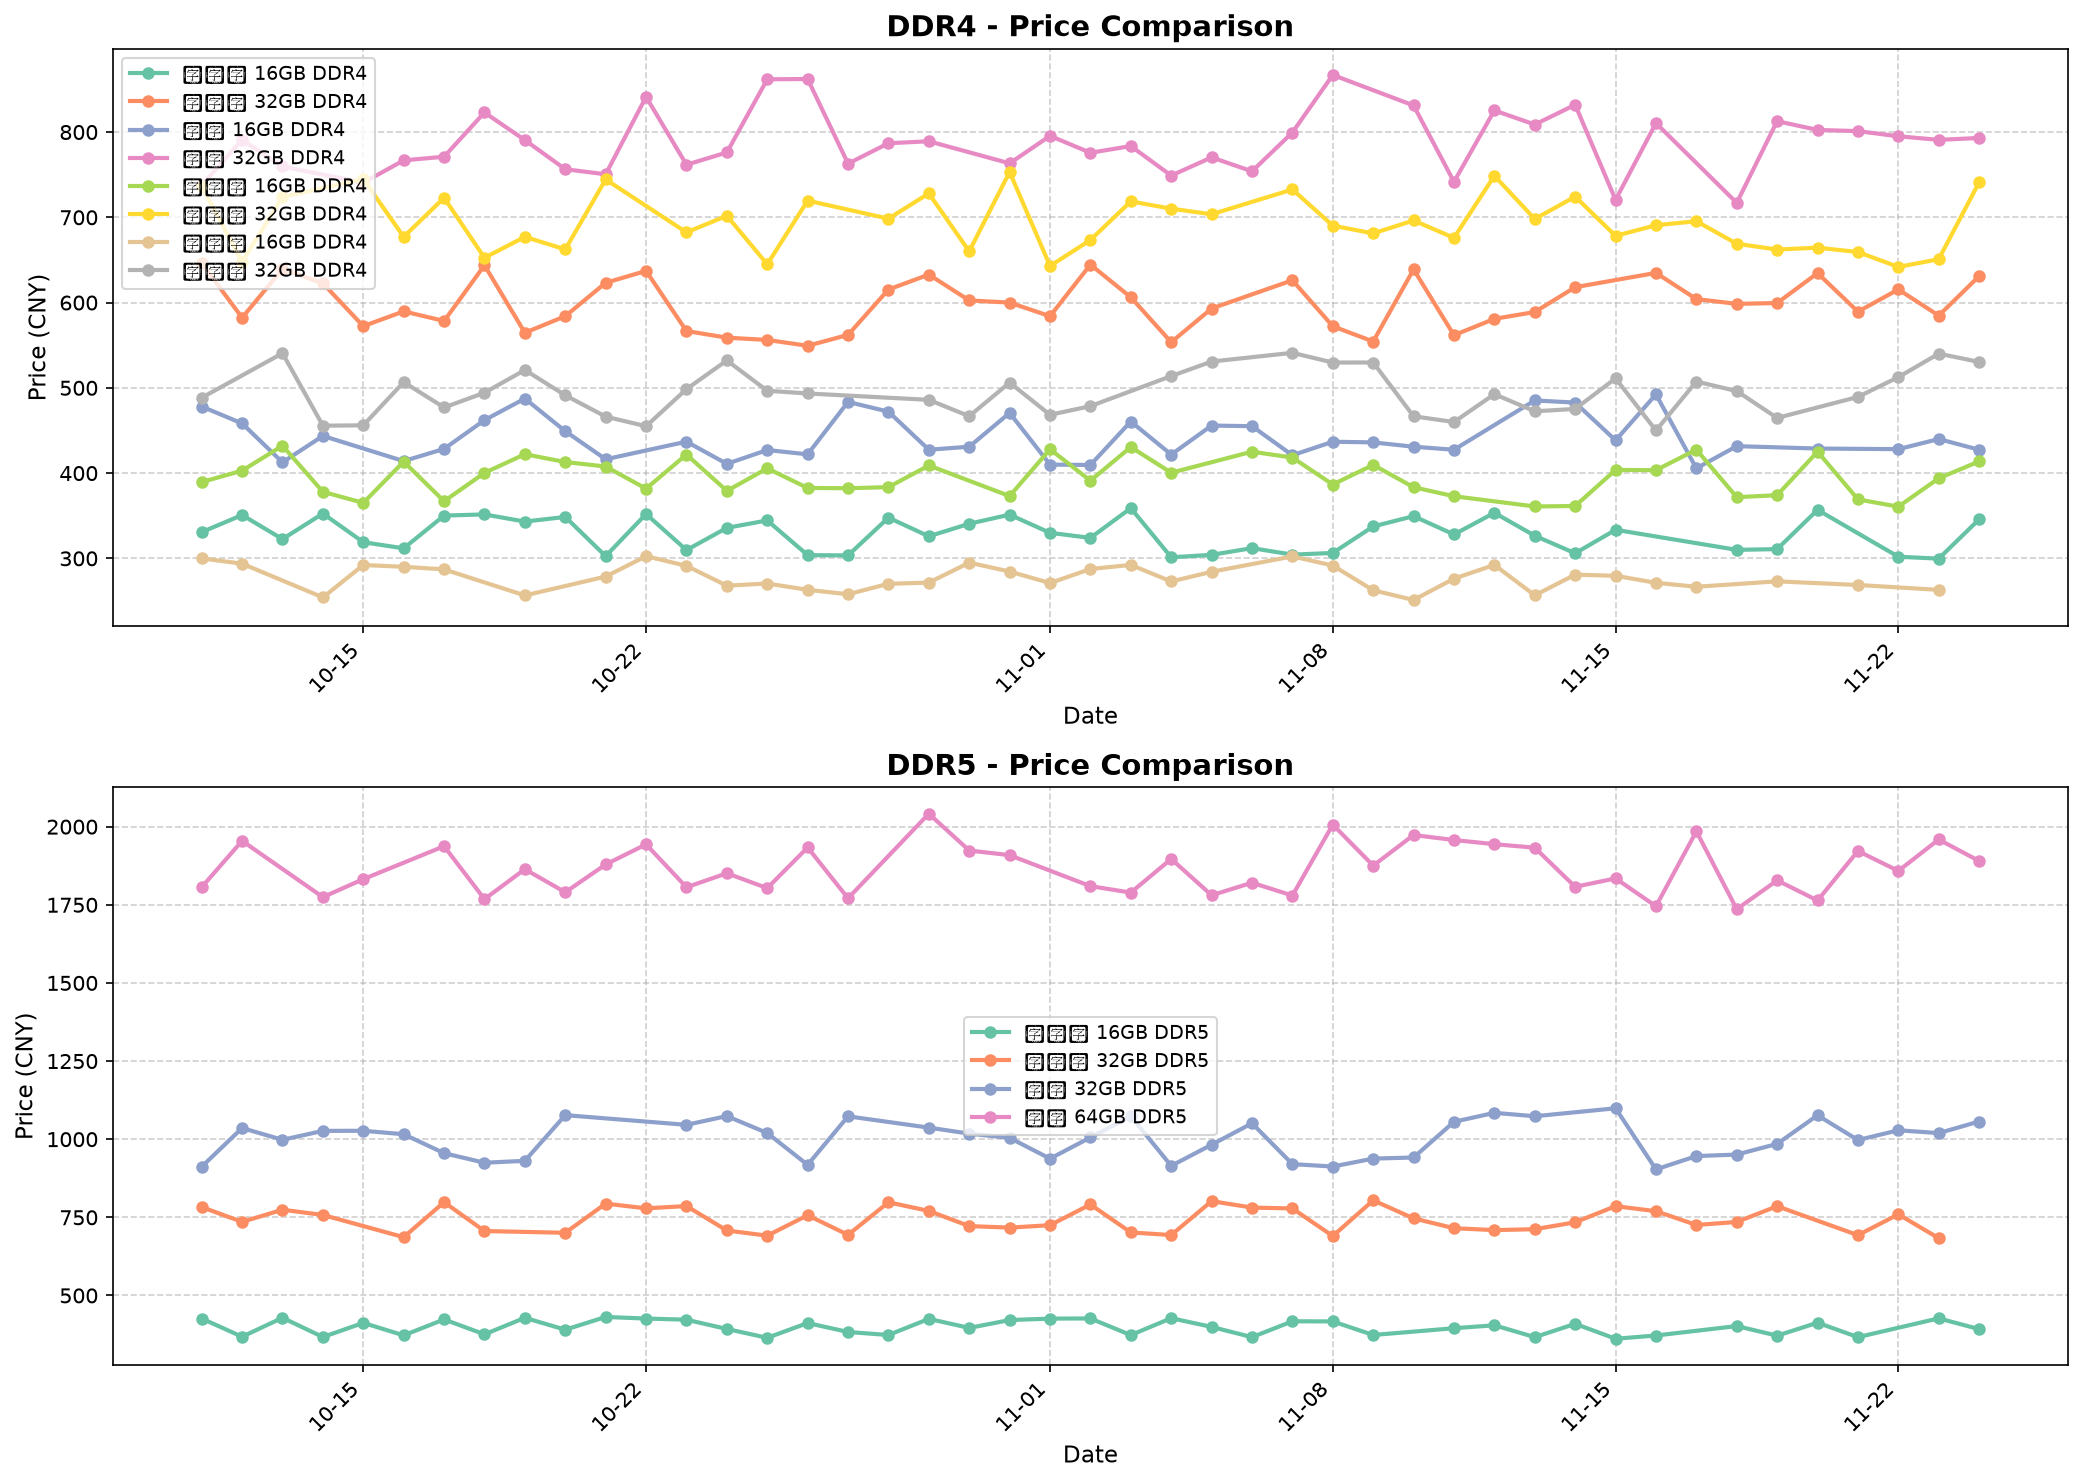 DDR4 - Price Comparison
16GB DDR4
32GB DDR4
16GB DDR4
32GB DDR4
16GB DDR4
32GB DDR4
16GB DDR4
32GB DDR4
Price (CNY)
800
700
600
500
400
300
10-15
10-22
11-01
11-08
11-15
11-22
Date
DDR5 - Price Comparison
16GB DDR5
32GB DDR5
32GB DDR5
64GB DDR5
Price (CNY)
2000
1750
1500
1250
1000
750
500
10-15
10-22
11-01
11-08
11-15
11-22
Date